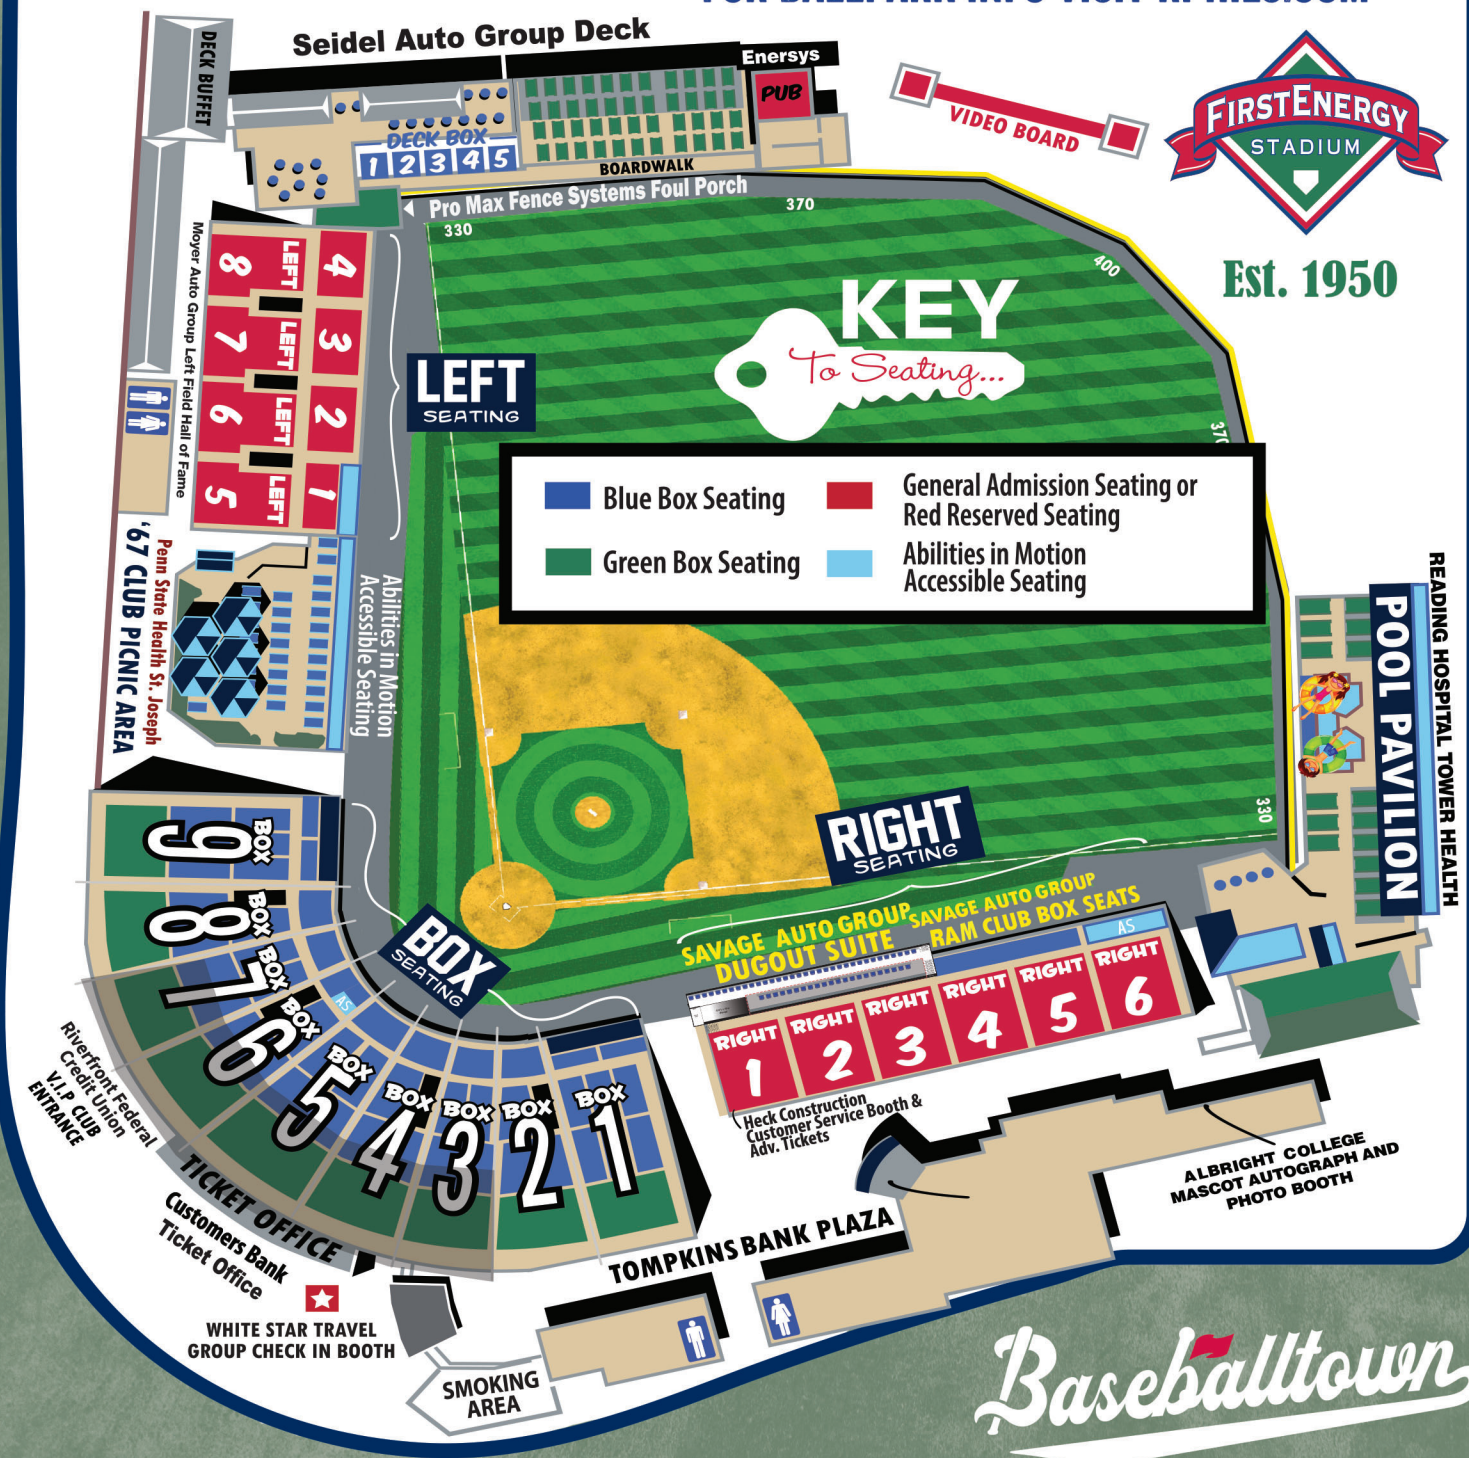 Seidel Auto Group Deck
Enersys
PUB
DECK BUFFET
DECK BOX
1 2 3 4 5
BOARDWALK
Pro Max Fence Systems Foul Porch
VIDEO BOARD
FIRSTENERGY
STADIUM
Est. 1950
330
370
400
370
330
KEY
To Seating...
Blue Box Seating
Green Box Seating
General Admission Seating or
Red Reserved Seating
Abilities in Motion
Accessible Seating
LEFT
SEATING
Moyer Auto Group Left Field Hall of Fame
LEFT 8
4
LEFT 7
3
LEFT 6
2
LEFT 5
1
Abilities in Motion
Accessible Seating
Penn State Health St. Joseph
'67 CLUB PICNIC AREA
READING HOSPITAL TOWER HEALTH
POOL PAVILION
RIGHT
SEATING
BOX
SEATING
SAVAGE AUTO GROUP
DUGOUT SUITE
SAVAGE AUTO GROUP
RAM CLUB BOX SEATS
AS
RIGHT 1
RIGHT 2
RIGHT 3
RIGHT 4
RIGHT 5
RIGHT 6
BOX 9
BOX 8
BOX 7
AS
BOX 6
BOX 5
BOX 4
BOX 3
BOX 2
BOX 1
Heck Construction
Customer Service Booth &
Adv. Tickets
Riverfront Federal
Credit Union
V.I.P CLUB
ENTRANCE
TICKET OFFICE
Customers Bank
Ticket Office
WHITE STAR TRAVEL
GROUP CHECK IN BOOTH
SMOKING
AREA
TOMPKINS BANK PLAZA
ALBRIGHT COLLEGE
MASCOT AUTOGRAPH AND
PHOTO BOOTH
Baseballtown